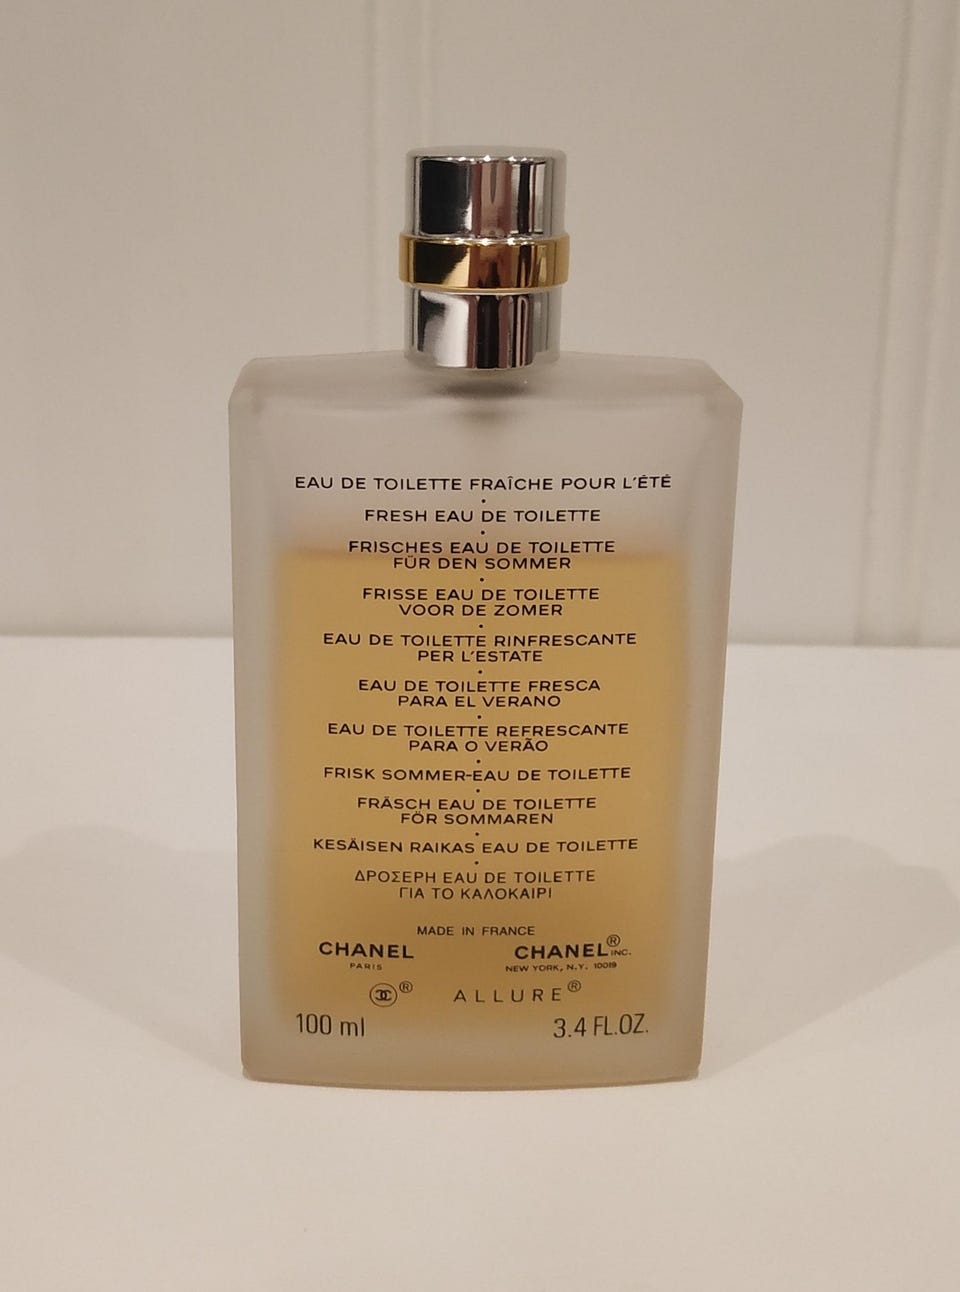 EAU DE TOILETTE FRAÎCHE POUR L'ÉTÉ
•
FRESH EAU DE TOILETTE
•
FRISCHES EAU DE TOILETTE
FÜR DEN SOMMER
•
FRISSE EAU DE TOILETTE
VOOR DE ZOMER
•
EAU DE TOILETTE RINFRESCANTE
PER L'ESTATE
•
EAU DE TOILETTE FRESCA
PARA EL VERANO
•
EAU DE TOILETTE REFRESCANTE
PARA O VERÃO
•
FRISK SOMMER-EAU DE TOILETTE
•
FRÄSCH EAU DE TOILETTE
FÖR SOMMAREN
•
KESÄISEN RAIKAS EAU DE TOILETTE
•
ΔΡΟΣΕΡΗ EAU DE TOILETTE
ΓΙΑ ΤΟ ΚΑΛΟΚΑΙΡΙ
MADE IN FRANCE
CHANEL CHANEL® INC.
PARIS NEW YORK, N.Y. 10019
® ALLURE®
100 ml 3.4 FL.OZ.